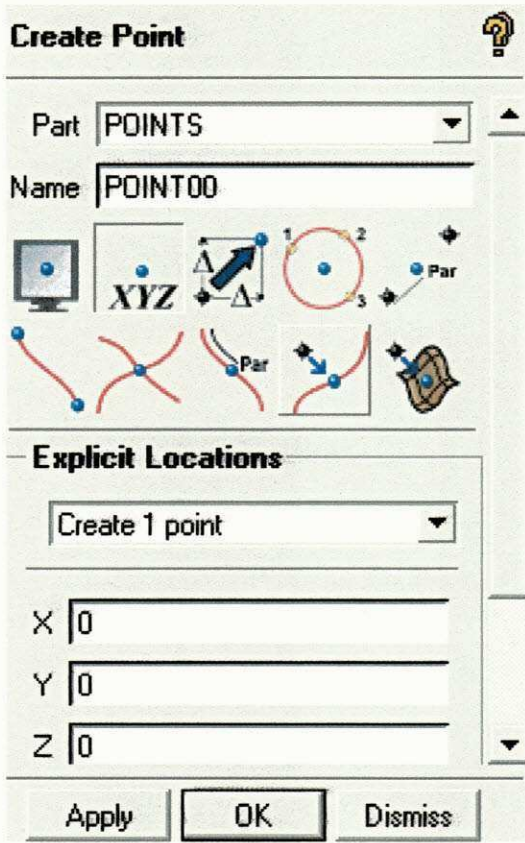 Create Point
Part POINTS
Name POINT00
XYZ
Δ
Δ
1
2
3
Par
Par
Explicit Locations
Create 1 point
X 0
Y 0
Z 0
Apply OK Dismiss